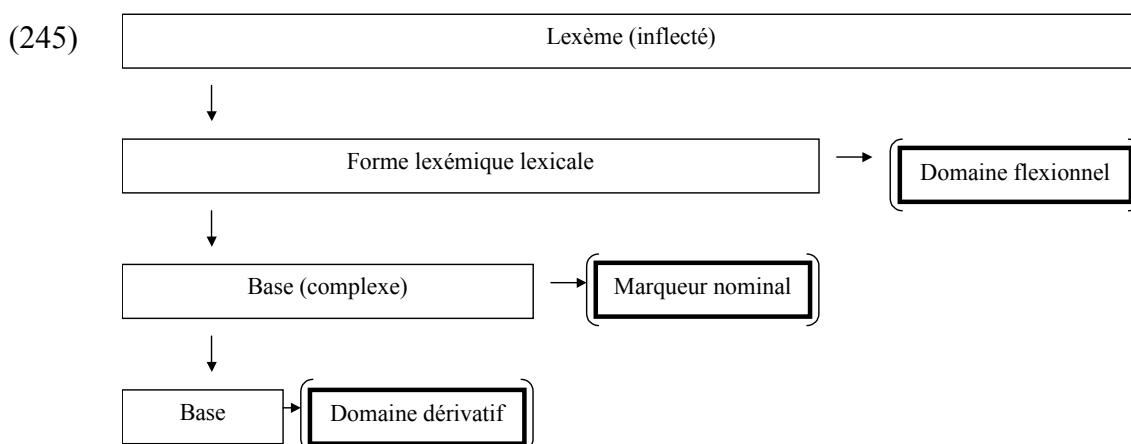 (245) Lexème (inflecté)
Forme lexémique lexicale Domaine flexionnel
Base (complexe) Marqueur nominal
Base Domaine dérivatif